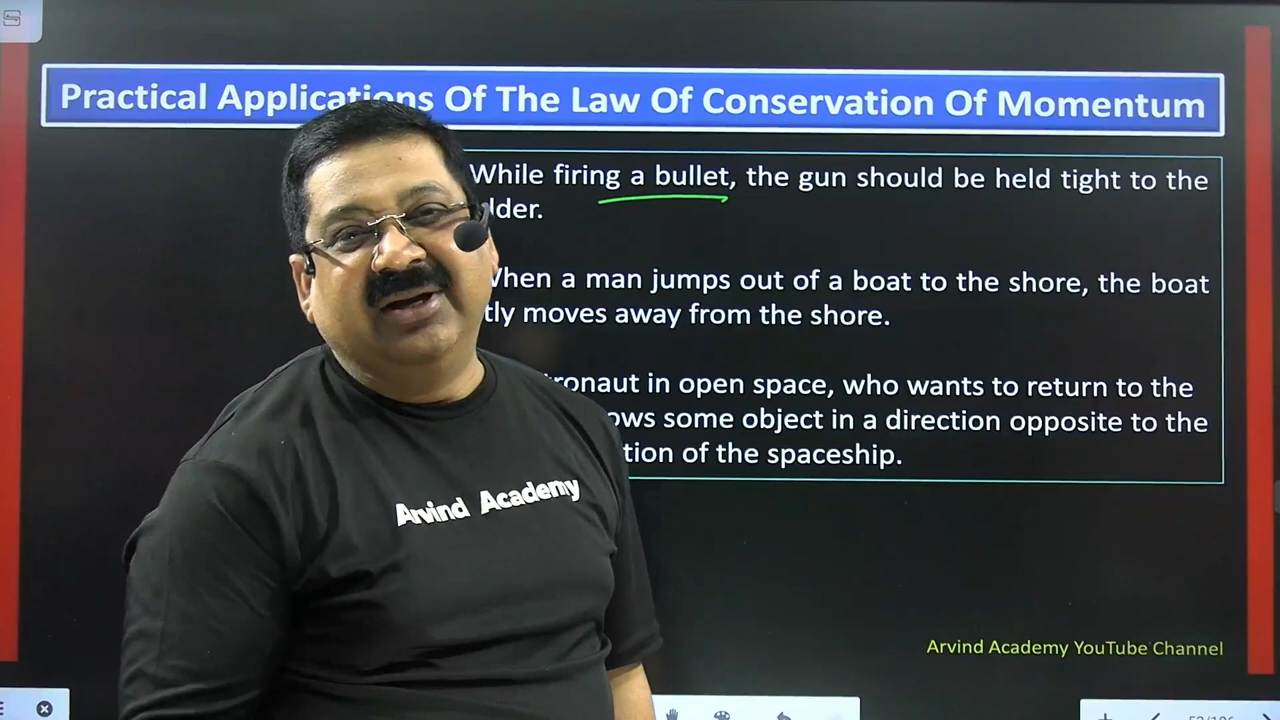 Practical Applications Of The Law Of Conservation Of Momentum
While firing a bullet, the gun should be held tight to the
lder.
When a man jumps out of a boat to the shore, the boat
tly moves away from the shore.
ronaut in open space, who wants to return to the
ows some object in a direction opposite to the
tion of the spaceship.
Arvind Academy
Arvind Academy YouTube Channel